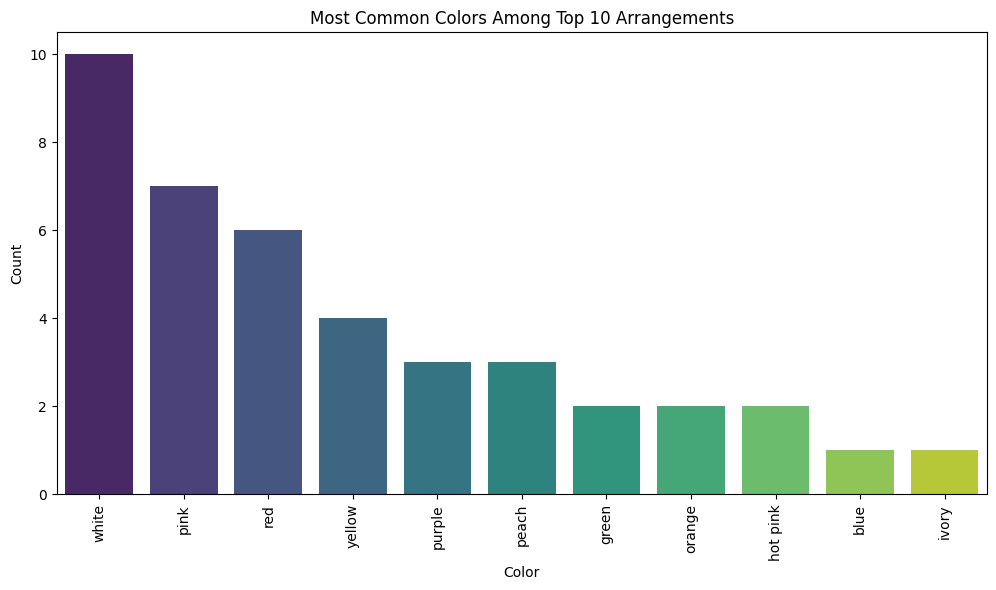 Most Common Colors Among Top 10 Arrangements
Count
10
8
6
4
2
0
white
pink
red
yellow
purple
peach
green
orange
hot pink
blue
ivory
Color